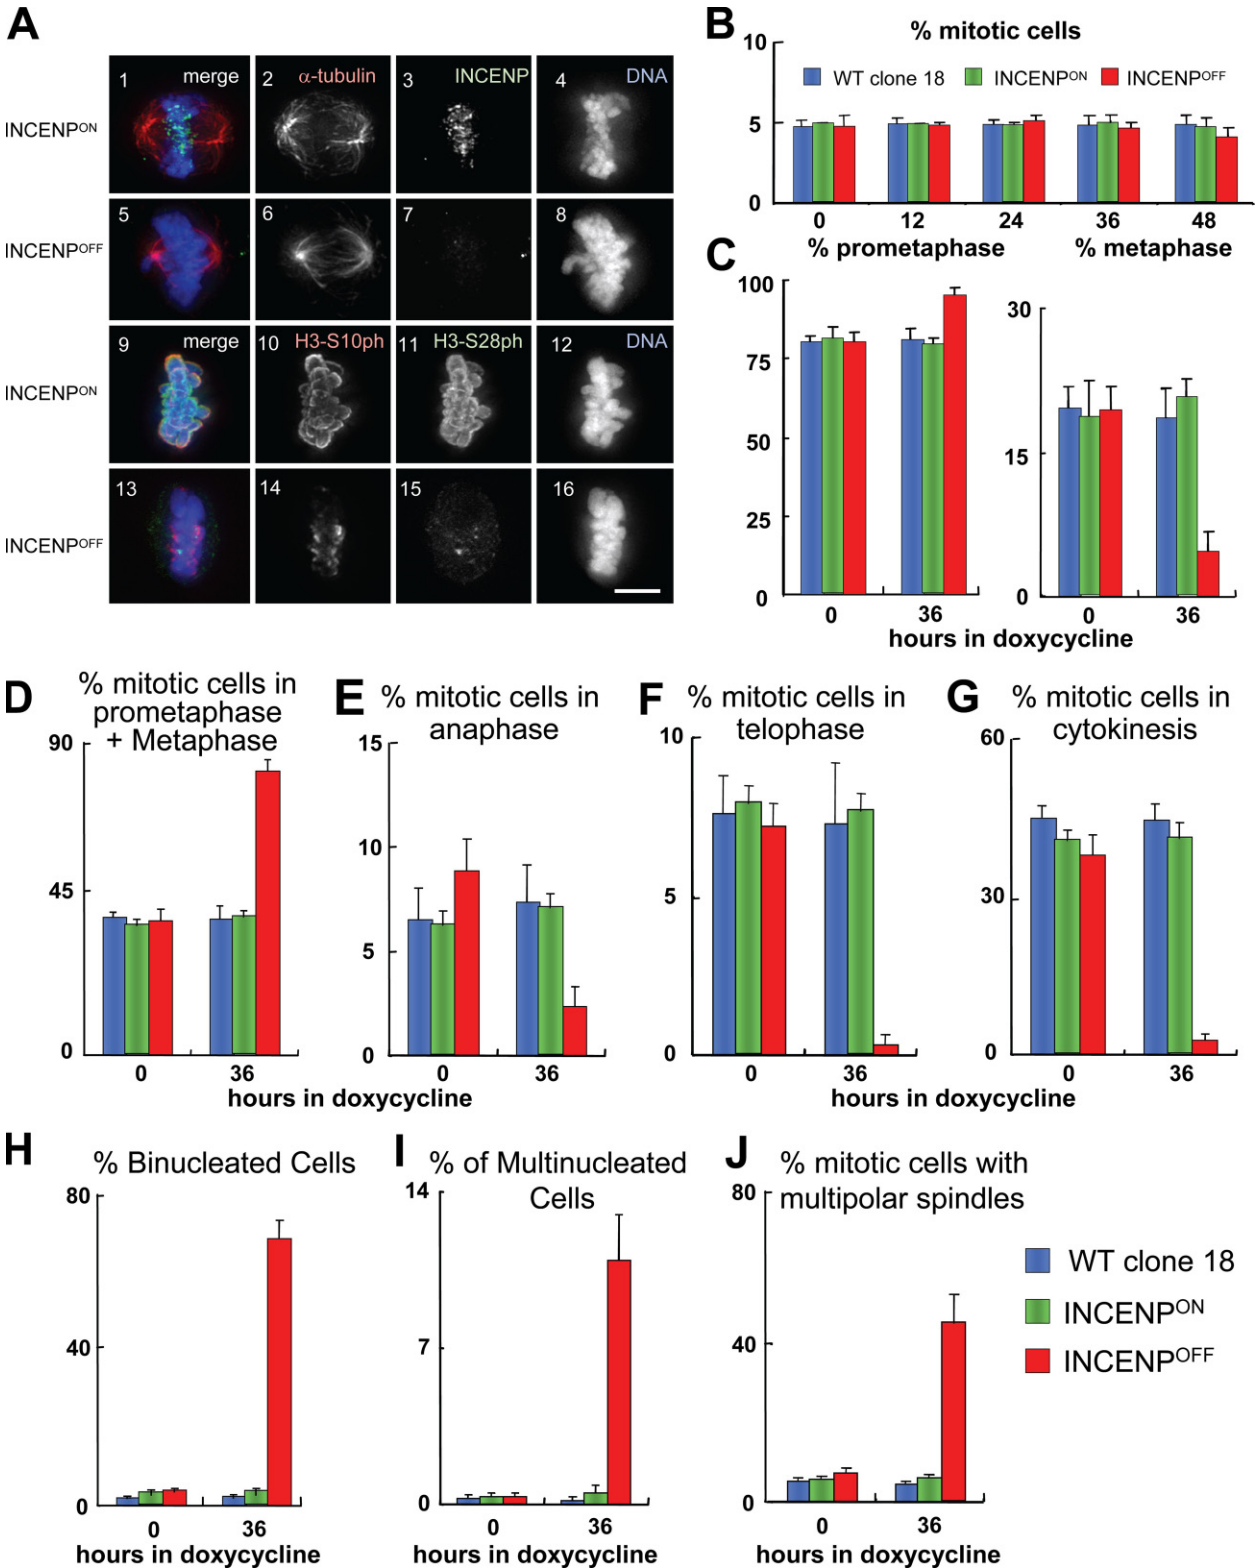 A
1 merge
2 α-tubulin
3 INCENP
4 DNA
INCENPON
5
6
7
8
INCENPOFF
9 merge
10 H3-S10ph
11 H3-S28ph
12 DNA
INCENPON
13
14
15
16
INCENPOFF
B
% mitotic cells
WT clone 18
INCENPON
INCENPOFF
10
5
0
0 12 24 36 48
C
% prometaphase
100
75
50
25
0
0 36
% metaphase
30
15
0
0 36
hours in doxycycline
D
% mitotic cells in
prometaphase
+ Metaphase
90
45
0
0 36
E
% mitotic cells in
anaphase
15
10
5
0
0 36
hours in doxycycline
F
% mitotic cells in
telophase
10
5
0
0 36
G
% mitotic cells in
cytokinesis
60
30
0
0 36
hours in doxycycline
H
% Binucleated Cells
80
40
0
0 36
hours in doxycycline
I
% of Multinucleated
Cells
14
7
0
0 36
hours in doxycycline
J
% mitotic cells with
multipolar spindles
80
40
0
0 36
hours in doxycycline
WT clone 18
INCENPON
INCENPOFF